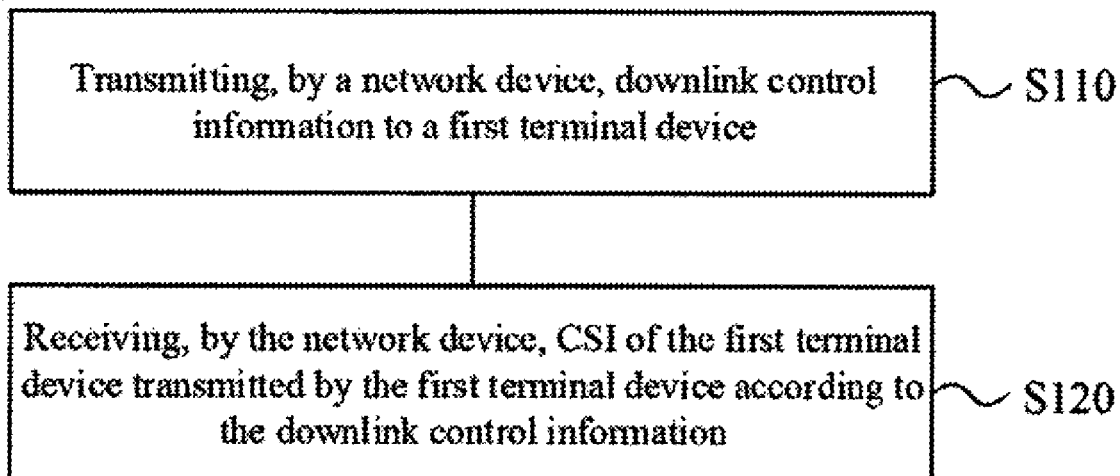 Transmitting, by a network device, downlink control
information to a first terminal device
S110
Receiving, by the network device, CSI of the first terminal
device transmitted by the first terminal device according to
the downlink control information
S120